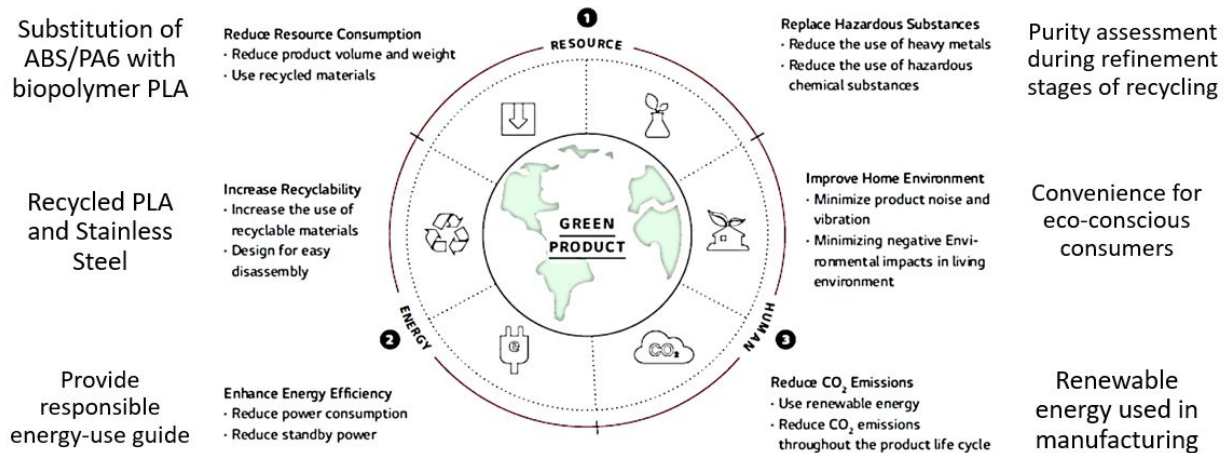 Substitution of
ABS/PA6 with
biopolymer PLA
Reduce Resource Consumption
· Reduce product volume and weight
· Use recycled materials
1
RESOURCE
Replace Hazardous Substances
· Reduce the use of heavy metals
· Reduce the use of hazardous
chemical substances
Purity assessment
during refinement
stages of recycling
Recycled PLA
and Stainless
Steel
Increase Recyclability
· Increase the use of
recyclable materials
· Design for easy
disassembly
GREEN
PRODUCT
Improve Home Environment
· Minimize product noise and
vibration
· Minimizing negative Envi-
ronmental impacts in living
environment
Convenience for
eco-conscious
consumers
2
ENERGY
HUMAN
3
Provide
responsible
energy-use guide
Enhance Energy Efficiency
· Reduce power consumption
· Reduce standby power
e
CO₂
Reduce CO₂ Emissions
· Use renewable energy
· Reduce CO₂ emissions
throughout the product life cycle
Renewable
energy used in
manufacturing